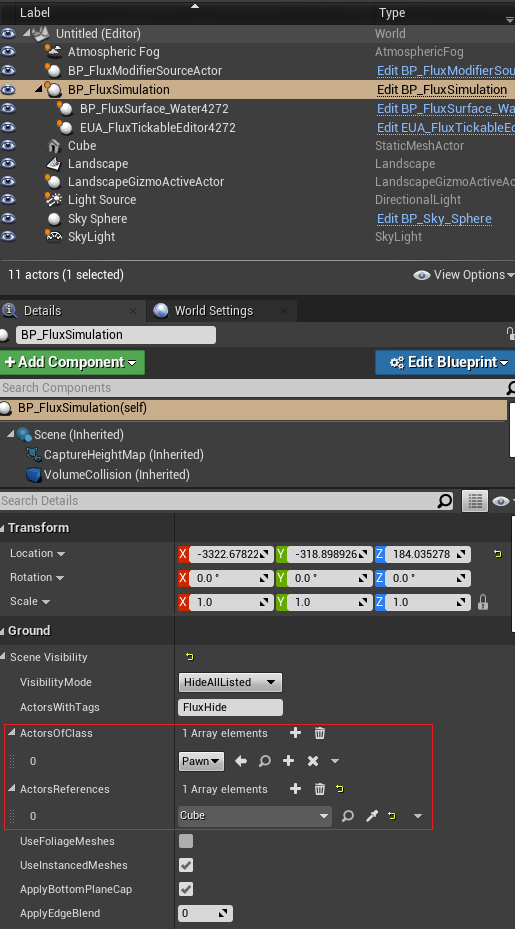 Label Type
Untitled (Editor) World
Atmospheric Fog AtmosphericFog
BP_FluxModifierSourceActor Edit BP_FluxModifierSour
BP_FluxSimulation Edit BP_FluxSimulation
BP_FluxSurface_Water4272 Edit BP_FluxSurface_Wa
EUA_FluxTickableEditor4272 Edit EUA_FluxTickableEd
Cube StaticMeshActor
Landscape Landscape
LandscapeGizmoActiveActor LandscapeGizmoActiveAc
Light Source DirectionalLight
Sky Sphere Edit BP_Sky_Sphere
SkyLight SkyLight
11 actors (1 selected) View Options
Details World Settings
BP_FluxSimulation
Add Component Edit Blueprint
Search Components
BP_FluxSimulation(self)
Scene (Inherited)
CaptureHeightMap (Inherited)
VolumeCollision (Inherited)
Search Details
Transform
Location X -3322.67822 Y -318.898926 Z 184.035278
Rotation X 0.0 ° Y 0.0 ° Z 0.0 °
Scale X 1.0 Y 1.0 Z 1.0
Ground
Scene Visibility
VisibilityMode HideAllListed
ActorsWithTags FluxHide
ActorsOfClass 1 Array elements
0 Pawn
ActorsReferences 1 Array elements
0 Cube
UseFoliageMeshes
UseInstancedMeshes
ApplyBottomPlaneCap
ApplyEdgeBlend 0